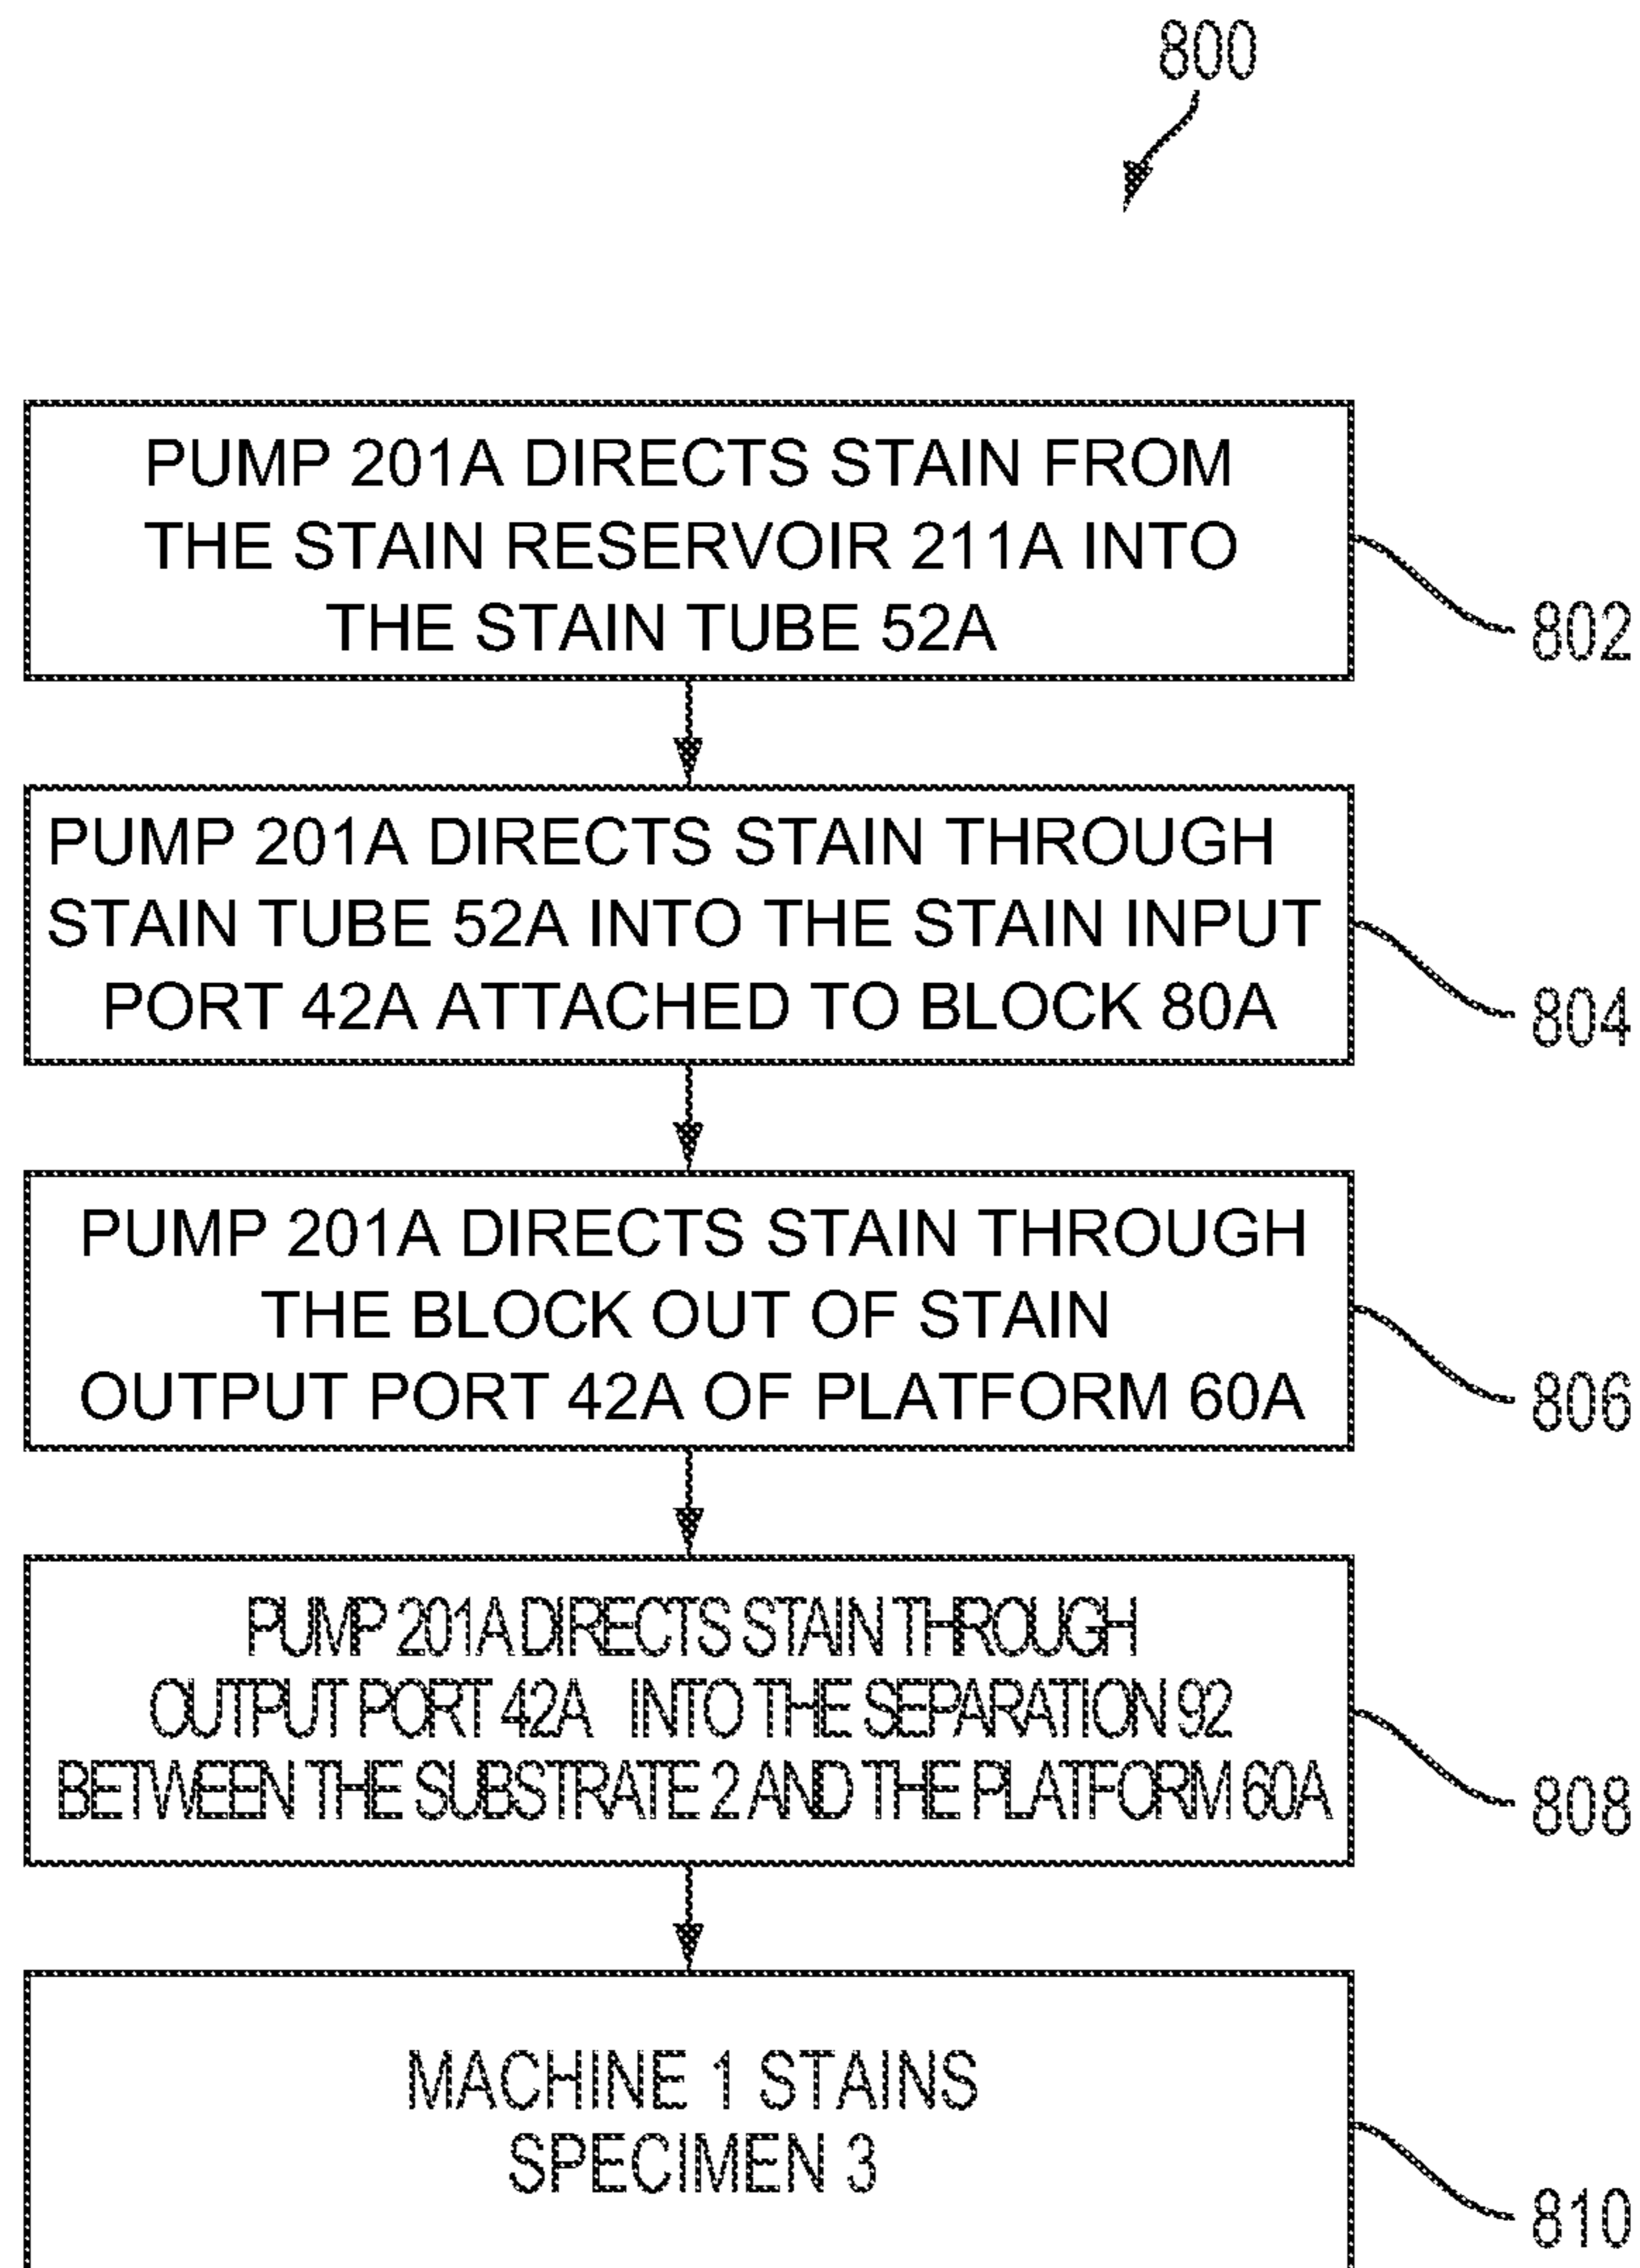 800
PUMP 201A DIRECTS STAIN FROM
THE STAIN RESERVOIR 211A INTO
THE STAIN TUBE 52A
802
PUMP 201A DIRECTS STAIN THROUGH
STAIN TUBE 52A INTO THE STAIN INPUT
PORT 42A ATTACHED TO BLOCK 80A
804
PUMP 201A DIRECTS STAIN THROUGH
THE BLOCK OUT OF STAIN
OUTPUT PORT 42A OF PLATFORM 60A
806
PUMP 201A DIRECTS STAIN THROUGH
OUTPUT PORT 42A INTO THE SEPARATION 92
BETWEEN THE SUBSTRATE 2 AND THE PLATFORM 60A
808
MACHINE 1 STAINS
SPECIMEN 3
810